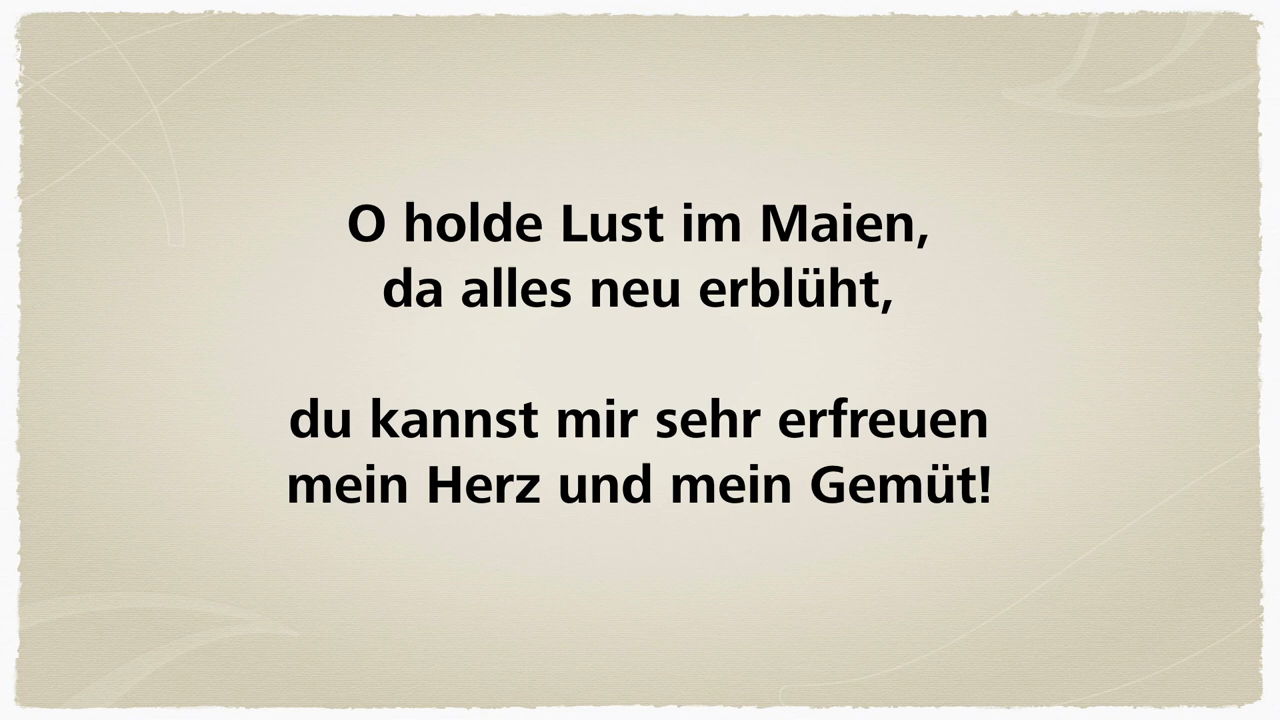 O holde Lust im Maien,
da alles neu erblüht,
du kannst mir sehr erfreuen
mein Herz und mein Gemüt!